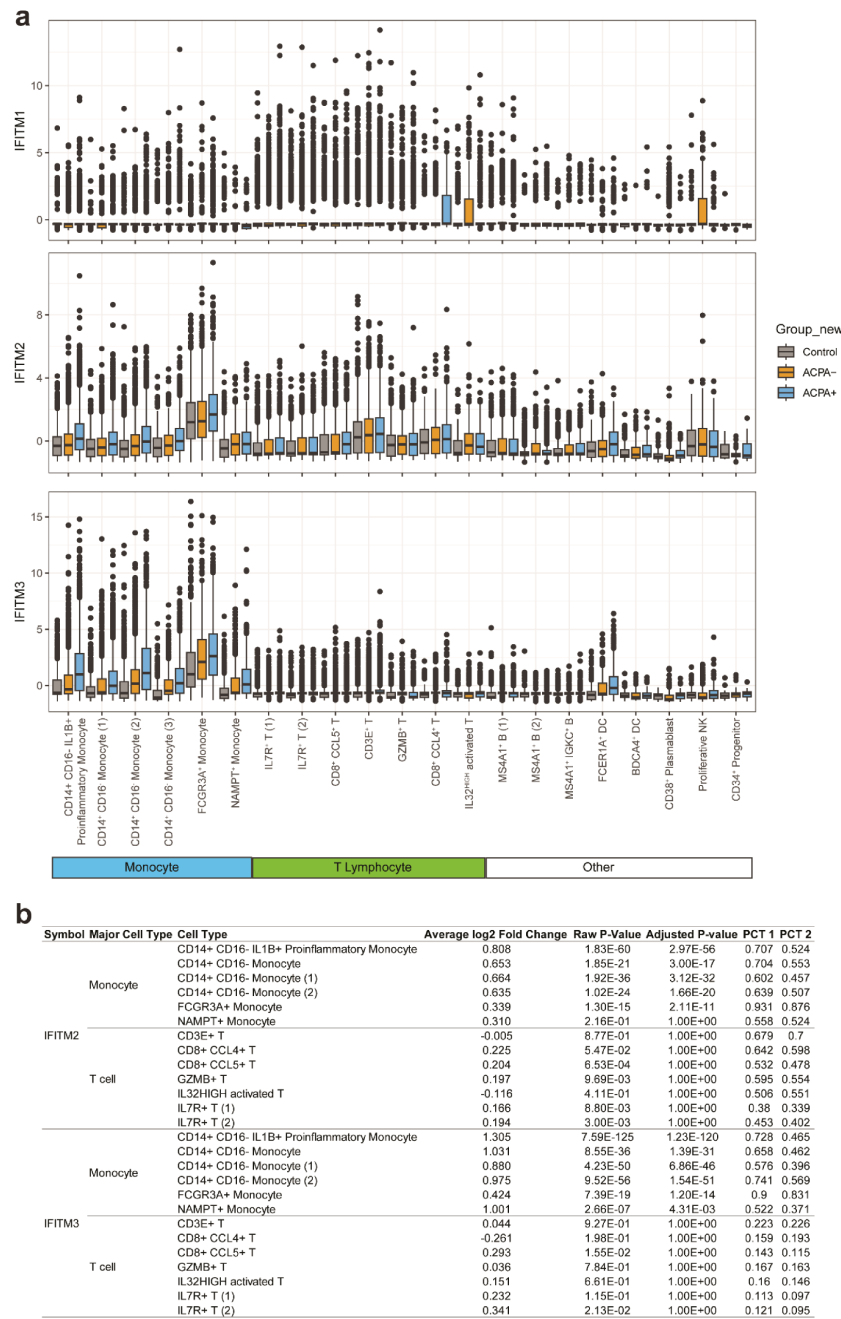 a
IFITM1
10
5
0
IFITM2
8
4
0
Group_new
Control
ACPA−
ACPA+
IFITM3
15
10
5
0
CD14+ CD16- IL1B+
Proinflammatory Monocyte
CD14⁺ CD16⁻ Monocyte (1)
CD14⁺ CD16⁻ Monocyte (2)
CD14⁺ CD16⁻ Monocyte (3)
FCGR3A⁺ Monocyte
NAMPT⁺ Monocyte
IL7R⁺ T (1)
IL7R⁺ T (2)
CD8⁺ CCL5⁺ T
CD3E⁺ T
GZMB⁺ T
CD8⁺ CCL4⁺ T
IL32ᴴᴵᴳᴴ activated T
MS4A1⁺ B (1)
MS4A1⁺ B (2)
MS4A1⁺ IGKC⁺ B
FCER1A⁺ DC
BDCA4⁺ DC
CD38⁺ Plasmablast
Proliferative NK
CD34⁺ Progenitor
Monocyte T Lymphocyte Other
b
Symbol Major Cell Type Cell Type Average log2 Fold Change Raw P-Value Adjusted P-value PCT 1 PCT 2
IFITM2 Monocyte CD14+ CD16- IL1B+ Proinflammatory Monocyte 0.808 1.83E-60 2.97E-56 0.707 0.524
CD14+ CD16- Monocyte 0.653 1.85E-21 3.00E-17 0.704 0.553
CD14+ CD16- Monocyte (1) 0.664 1.92E-36 3.12E-32 0.602 0.457
CD14+ CD16- Monocyte (2) 0.635 1.02E-24 1.66E-20 0.639 0.507
FCGR3A+ Monocyte 0.339 1.30E-15 2.11E-11 0.931 0.876
NAMPT+ Monocyte 0.310 2.16E-01 1.00E+00 0.558 0.524
T cell CD3E+ T -0.005 8.77E-01 1.00E+00 0.679 0.7
CD8+ CCL4+ T 0.225 5.47E-02 1.00E+00 0.642 0.598
CD8+ CCL5+ T 0.204 6.53E-04 1.00E+00 0.532 0.478
GZMB+ T 0.197 9.69E-03 1.00E+00 0.595 0.554
IL32HIGH activated T -0.116 4.11E-01 1.00E+00 0.506 0.551
IL7R+ T (1) 0.166 8.80E-03 1.00E+00 0.38 0.339
IL7R+ T (2) 0.194 3.00E-03 1.00E+00 0.453 0.402
IFITM3 Monocyte CD14+ CD16- IL1B+ Proinflammatory Monocyte 1.305 7.59E-125 1.23E-120 0.728 0.465
CD14+ CD16- Monocyte 1.031 8.55E-36 1.39E-31 0.658 0.462
CD14+ CD16- Monocyte (1) 0.880 4.23E-50 6.86E-46 0.576 0.396
CD14+ CD16- Monocyte (2) 0.975 9.52E-56 1.54E-51 0.741 0.569
FCGR3A+ Monocyte 0.424 7.39E-19 1.20E-14 0.9 0.831
NAMPT+ Monocyte 1.001 2.66E-07 4.31E-03 0.522 0.371
T cell CD3E+ T 0.044 9.27E-01 1.00E+00 0.223 0.226
CD8+ CCL4+ T -0.261 1.98E-01 1.00E+00 0.159 0.193
CD8+ CCL5+ T 0.293 1.55E-02 1.00E+00 0.143 0.115
GZMB+ T 0.036 7.84E-01 1.00E+00 0.167 0.163
IL32HIGH activated T 0.151 6.61E-01 1.00E+00 0.16 0.146
IL7R+ T (1) 0.232 1.15E-01 1.00E+00 0.113 0.097
IL7R+ T (2) 0.341 2.13E-02 1.00E+00 0.121 0.095